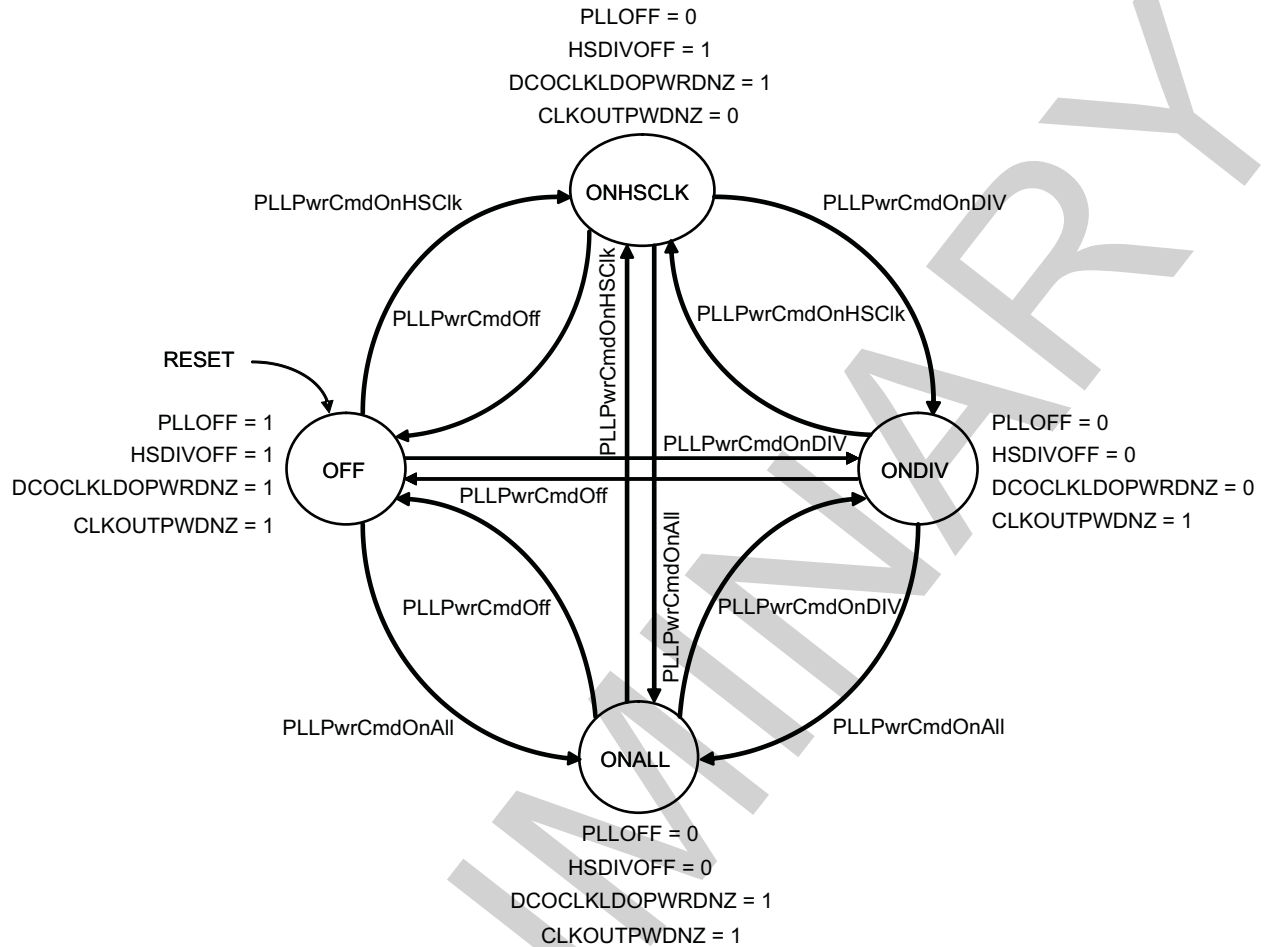 PLLOFF = 0
HSDIVOFF = 1
DCOCLKLDOPWRDNZ = 1
CLKOUTPWDNZ = 0
ONHSCLK
PLLPwrCmdOnHSClk
PLLPwrCmdOnDIV
PLLPwrCmdOnHSClk
PLLPwrCmdOff
PLLPwrCmdOnHSClk
RESET
PLLOFF = 1
HSDIVOFF = 1
DCOCLKLDOPWRDNZ = 1
CLKOUTPWDNZ = 1
OFF
PLLPwrCmdOnDIV
PLLPwrCmdOff
ONDIV
PLLOFF = 0
HSDIVOFF = 0
DCOCLKLDOPWRDNZ = 0
CLKOUTPWDNZ = 1
PLLPwrCmdOnAll
PLLPwrCmdOff
PLLPwrCmdOnDIV
PLLPwrCmdOnAll
PLLPwrCmdOnAll
ONALL
PLLOFF = 0
HSDIVOFF = 0
DCOCLKLDOPWRDNZ = 1
CLKOUTPWDNZ = 1
IMINARY